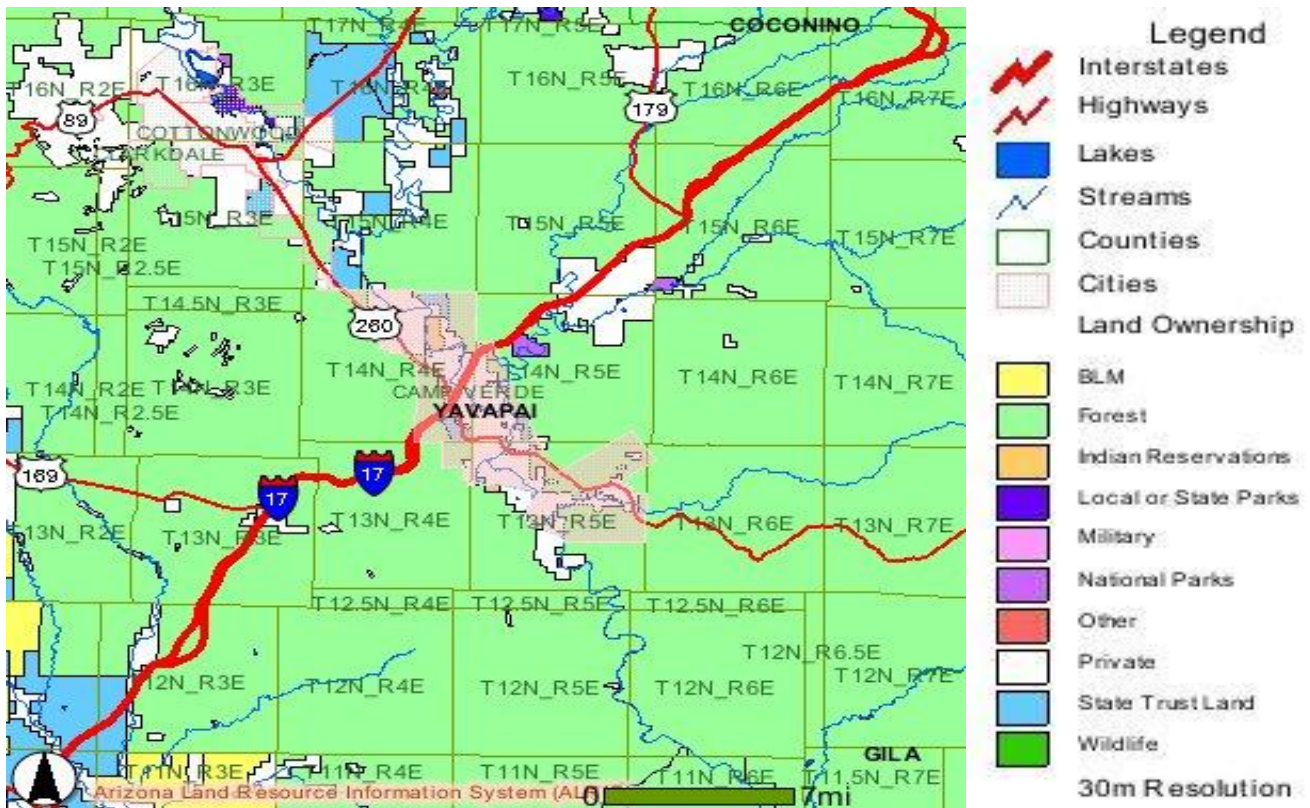 T17N_R4E
T17N_R5E
COCONINO
T16N_R2E
T16N_R3E
T16N_R4E
T16N_R5E
T16N_R6E
T16N_R7E
89
179
COTTONWOOD
CLARKDALE
T15N_R2E
T15N_R3E
T15N_R4E
T15N_R5E
T15N_R6E
T15N_R7E
T15N_R2.5E
T14.5N_R3E
260
T14N_R2E
T14N_R3E
T14N_R4E
T14N_R5E
T14N_R6E
T14N_R7E
T14N_R2.5E
CAMP VERDE
YAVAPAI
169
17
17
T13N_R2E
T13N_R3E
T13N_R4E
T13N_R5E
T13N_R6E
T13N_R7E
T12.5N_R4E
T12.5N_R5E
T12.5N_R6E
T12N_R6.5E
12N_R3E
T12N_R4E
T12N_R5E
T12N_R6E
T12N_R7E
GILA
T11N_R3E
T11N_R4E
T11N_R5E
T11N_R6E
T11.5N_R7E
Arizona Land Resource Information System (AL
0
7mi
Legend
Interstates
Highways
Lakes
Streams
Counties
Cities
Land Ownership
BLM
Forest
Indian Reservations
Local or State Parks
Military
National Parks
Other
Private
State Trust Land
Wildlife
30m Resolution